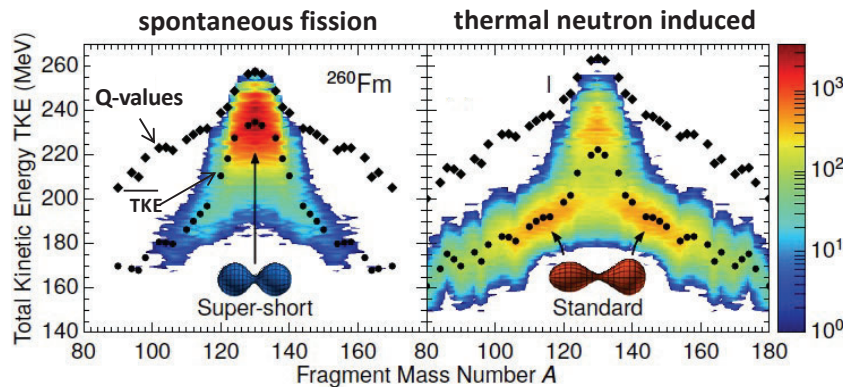 spontaneous fission
thermal neutron induced
Total Kinetic Energy TKE (MeV)
260
240
220
200
180
160
140
Q-values
TKE
²⁶⁰Fm
Super-short
I
Standard
10³
10²
10¹
10⁰
80 100 120 140 160 80 100 120 140 160 180
Fragment Mass Number A